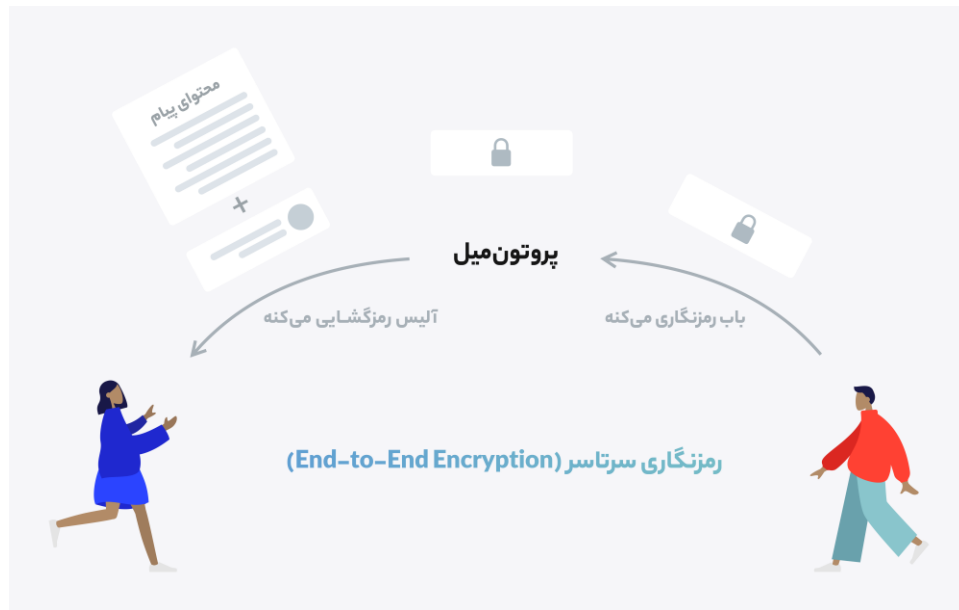 محتوای پیام
+
پروتون‌میل
باب رمزنگاری می‌کنه
آلیس رمزگشایی می‌کنه
رمزنگاری سرتاسر (End-to-End Encryption)